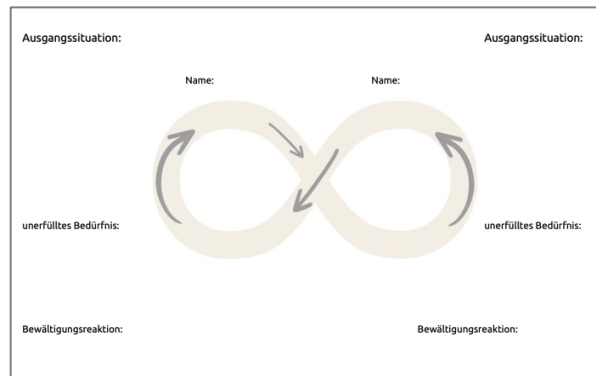 Ausgangssituation:
Ausgangssituation:
Name:
Name:
unerfülltes Bedürfnis:
unerfülltes Bedürfnis:
Bewältigungsreaktion:
Bewältigungsreaktion: